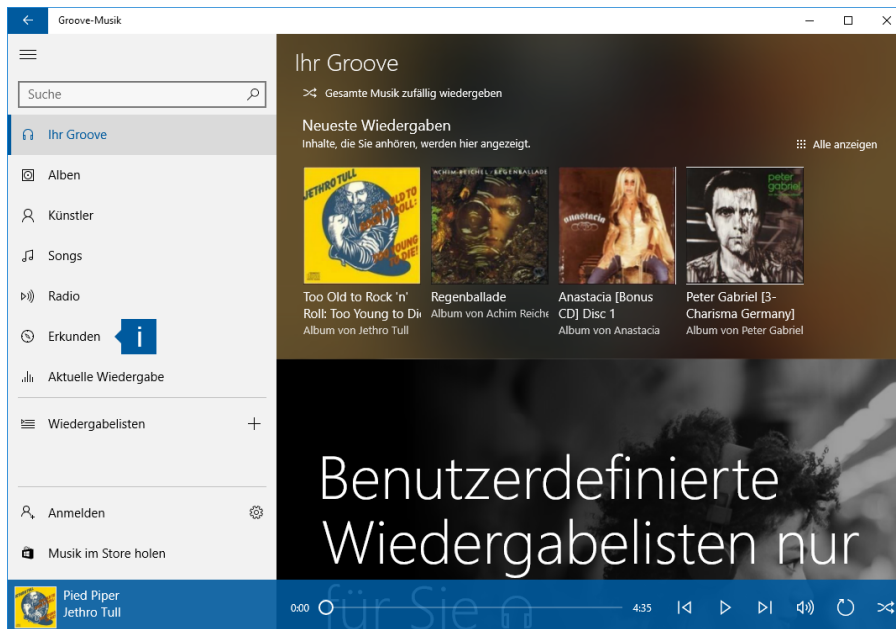 Groove-Musik
Suche
Ihr Groove
Alben
Künstler
Songs
Radio
Erkunden
i
Aktuelle Wiedergabe
Wiedergabelisten
Anmelden
Musik im Store holen
Ihr Groove
Gesamte Musik zufällig wiedergeben
Neueste Wiedergaben
Inhalte, die Sie anhören, werden hier angezeigt.
Alle anzeigen
JETHRO TULL
TOO OLD TO ROCK'N'ROLL: TOO YOUNG TO DIE!
ACHIM REICHEL · REGENBALLADE
anastacia
peter
gabriel
Too Old to Rock 'n'
Roll: Too Young to Di
Album von Jethro Tull
Regenballade
Album von Achim Reiche
Anastacia [Bonus
CD] Disc 1
Album von Anastacia
Peter Gabriel [3-
Charisma Germany]
Album von Peter Gabriel
Benutzerdefinierte
Wiedergabelisten nur
für Sie
Pied Piper
Jethro Tull
0:00
4:35